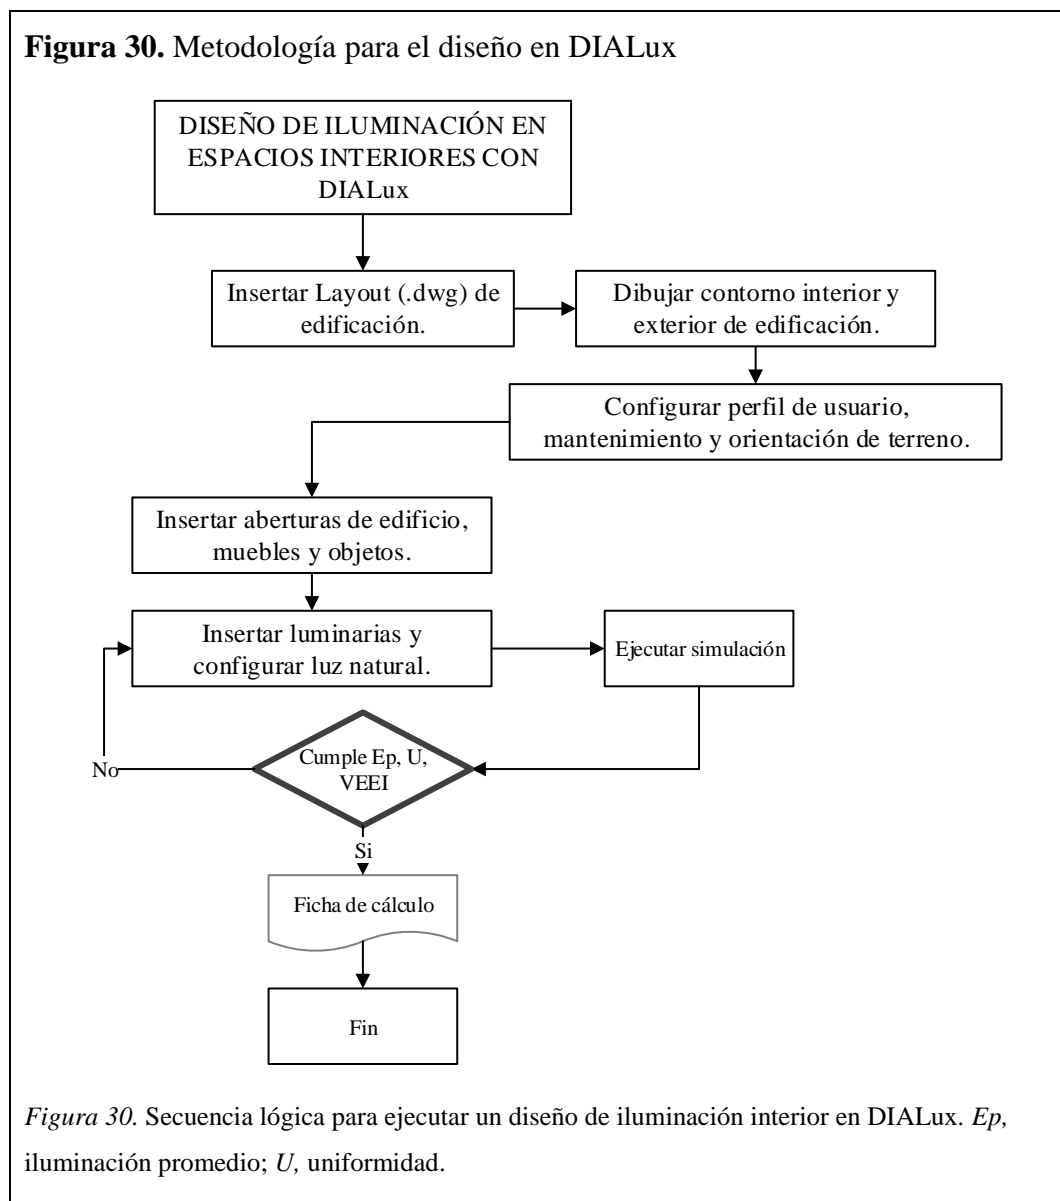 Figura 30. Metodología para el diseño en DIALux
DISEÑO DE ILUMINACIÓN EN
ESPACIOS INTERIORES CON
DIALux
Insertar Layout (.dwg) de
edificación.
Dibujar contorno interior y
exterior de edificación.
Configurar perfil de usuario,
mantenimiento y orientación de terreno.
Insertar aberturas de edificio,
muebles y objetos.
Insertar luminarias y
configurar luz natural.
Ejecutar simulación
Cumple Ep, U,
VEEI
No
Si
Ficha de cálculo
Fin
Figura 30. Secuencia lógica para ejecutar un diseño de iluminación interior en DIALux. Ep,
iluminación promedio; U, uniformidad.